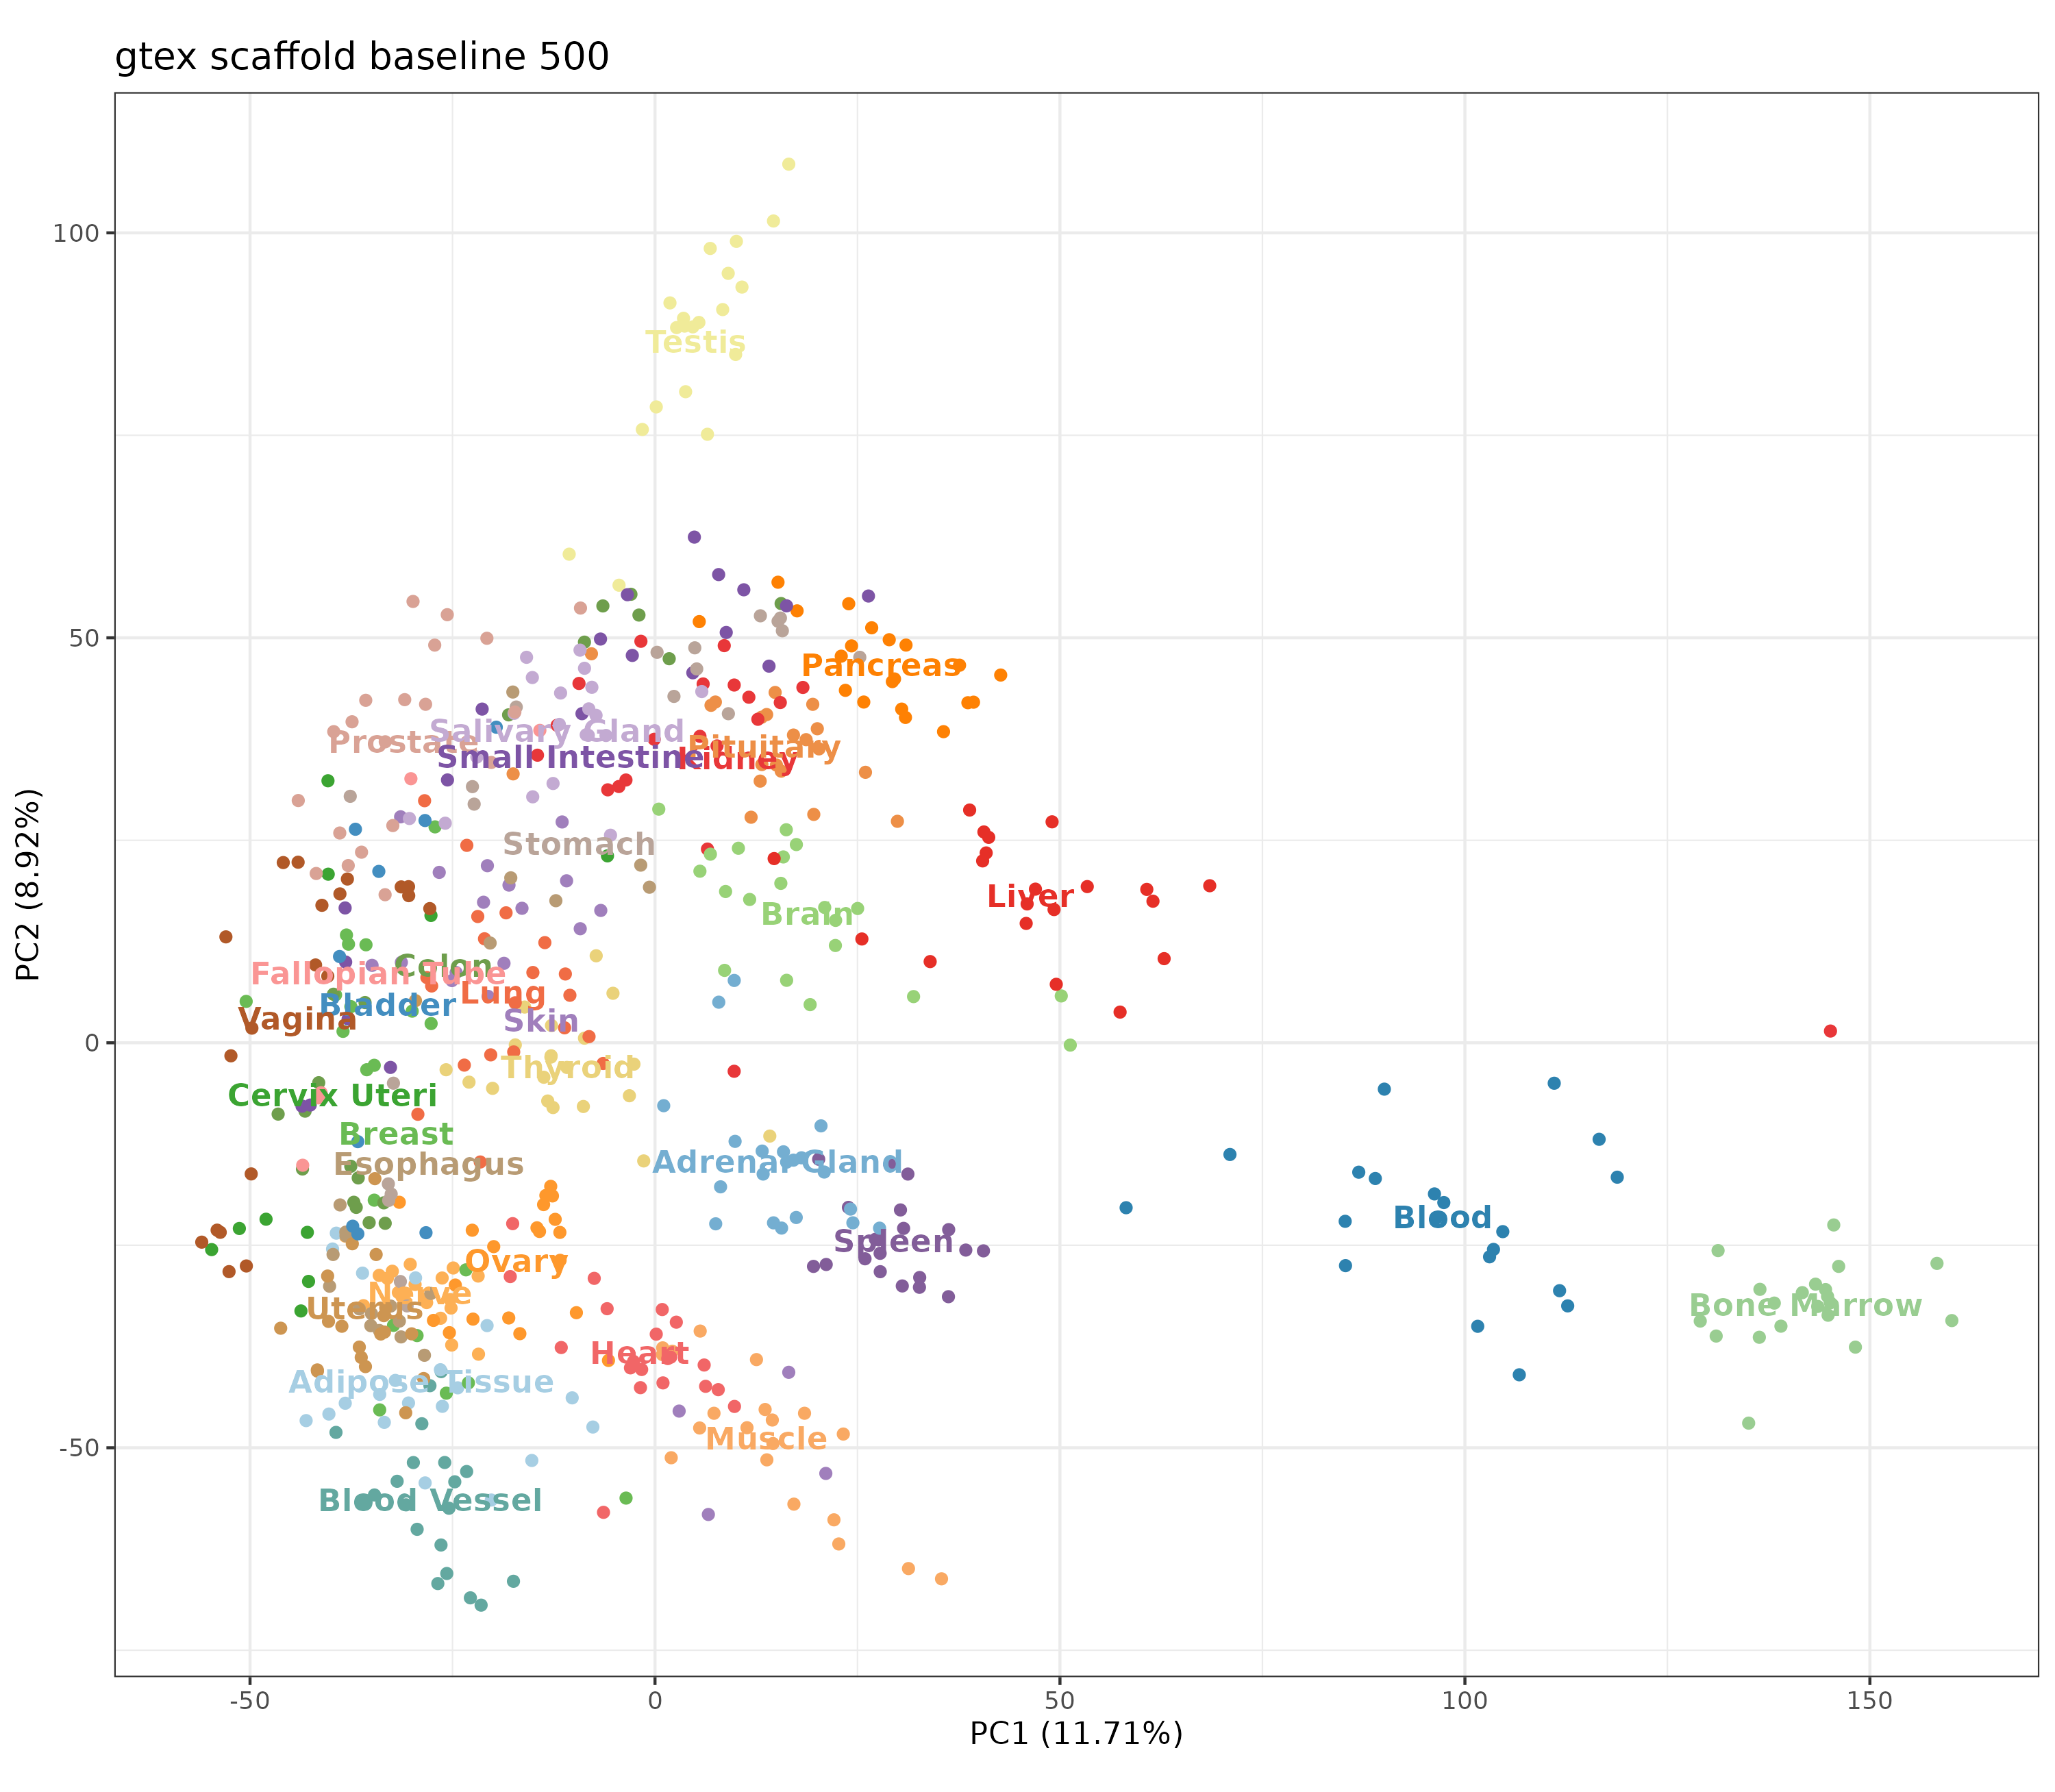 gtex scaffold baseline 500
100
50
0
-50
PC2 (8.92%)
Testis
Pancreas
Salivary Gland
Prostate
Pituitary
Small Intestine
Kidney
Stomach
Liver
Brain
Colon
Fallopian Tube
Lung
Bladder
Vagina
Skin
Thyroid
Cervix Uteri
Breast
Esophagus
Adrenal Gland
Blood
Spleen
Ovary
Nerve
Uterus
Bone Marrow
Heart
Adipose Tissue
Muscle
Blood Vessel
-50
0
50
100
150
PC1 (11.71%)